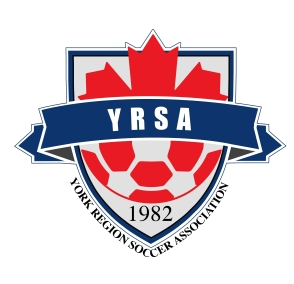 YRSA
1982
YORK REGION SOCCER ASSOCIATION